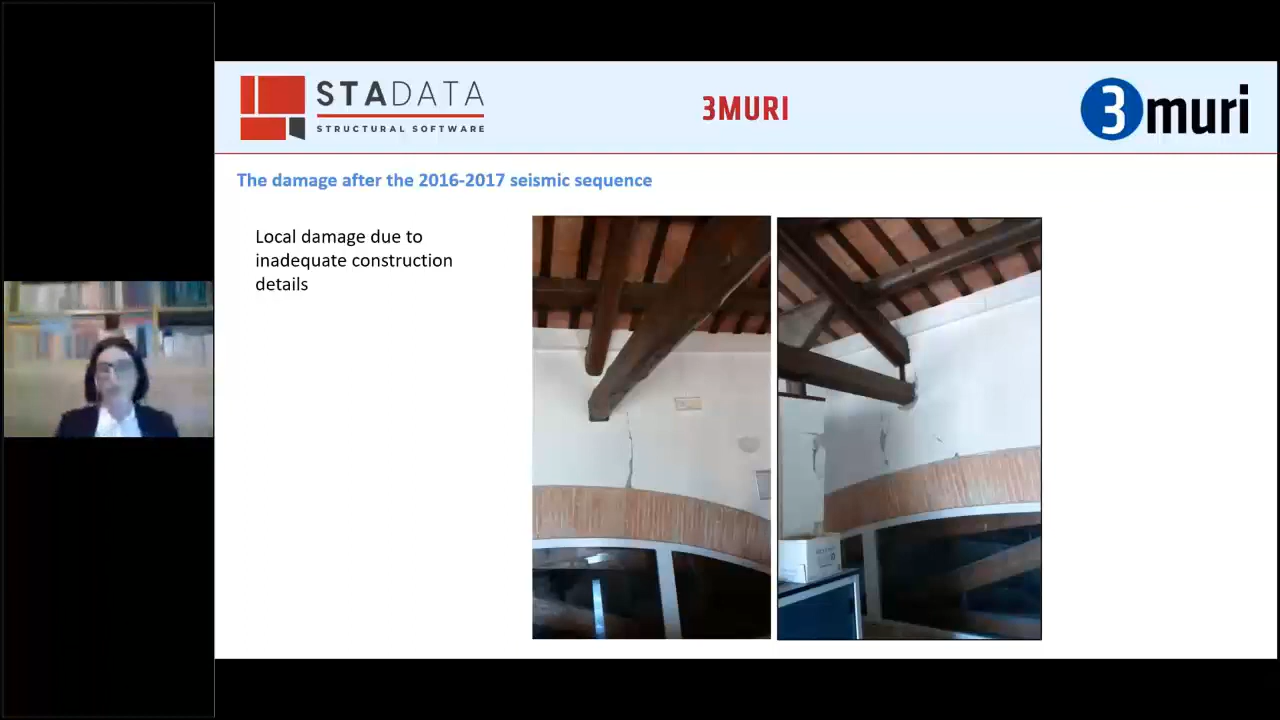 STADATA
STRUCTURAL SOFTWARE
3MURI
3muri
The damage after the 2016-2017 seismic sequence
Local damage due to
inadequate construction
details